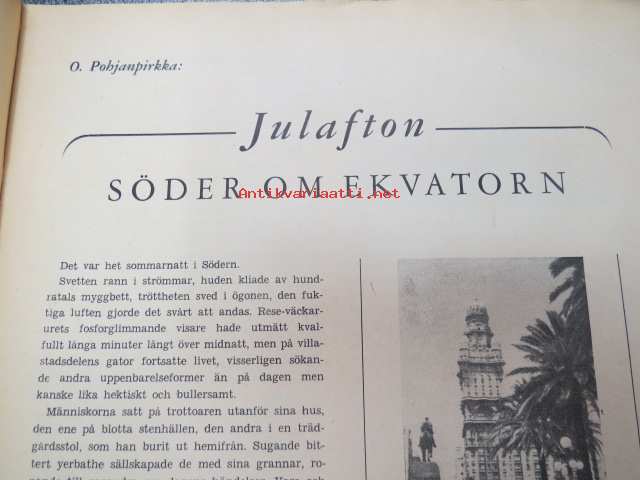 O. Pohjanpirkka:
Julafton
SÖDER OM EKVATORN
Antikvariaatti.net
Det var het sommarnatt i Södern.
Svetten rann i strömmar, huden kliade av hund-
ratals myggbett, tröttheten sved i ögonen, den fuk-
tiga luften gjorde det svårt att andas. Rese-väckar-
urets fosforglimmande visare hade utmätt kval-
fullt långa minuter långt över midnatt, men på villa-
stadsdelens gator fortsatte livet, visserligen sökan-
de andra uppenbarelseformer än på dagen men
kanske lika hektiskt och bullersamt.
Människorna satt på trottoaren utanför sina hus,
den ene på blotta stenhällen, den andra i en träd-
gårdsstol, som han burit ut hemifrån. Sugande bit-
tert yerbathe sällskapade de med sina grannar, ro-